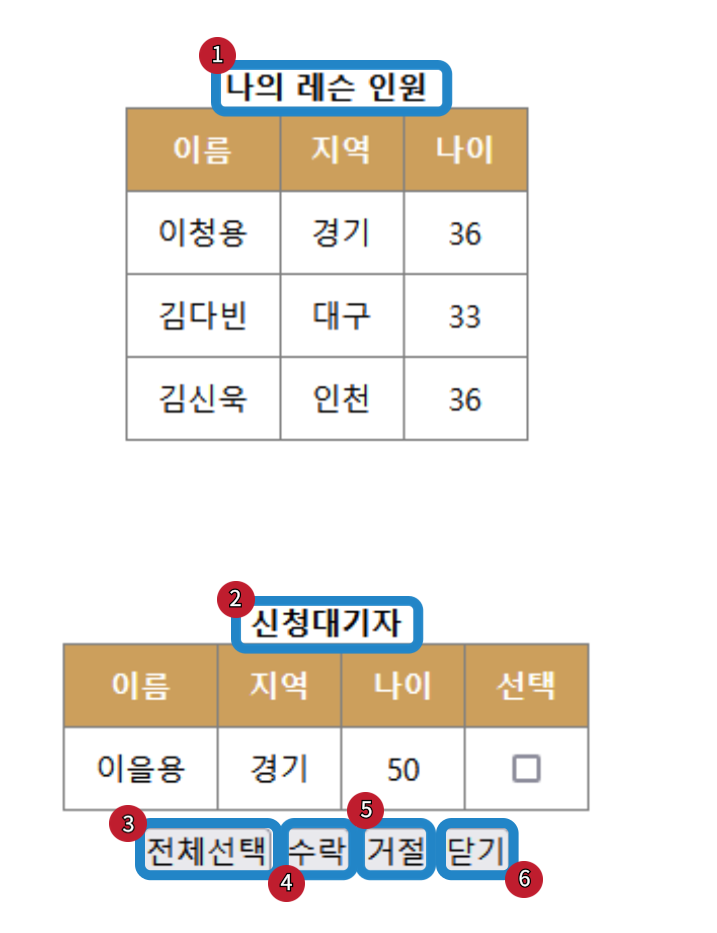 1
나의 레슨 인원
이름 지역 나이
이청용 경기 36
김다빈 대구 33
김신욱 인천 36
2
신청대기자
이름 지역 나이 선택
이을용 경기 50
3 전체선택 4 수락 5 거절 6 닫기